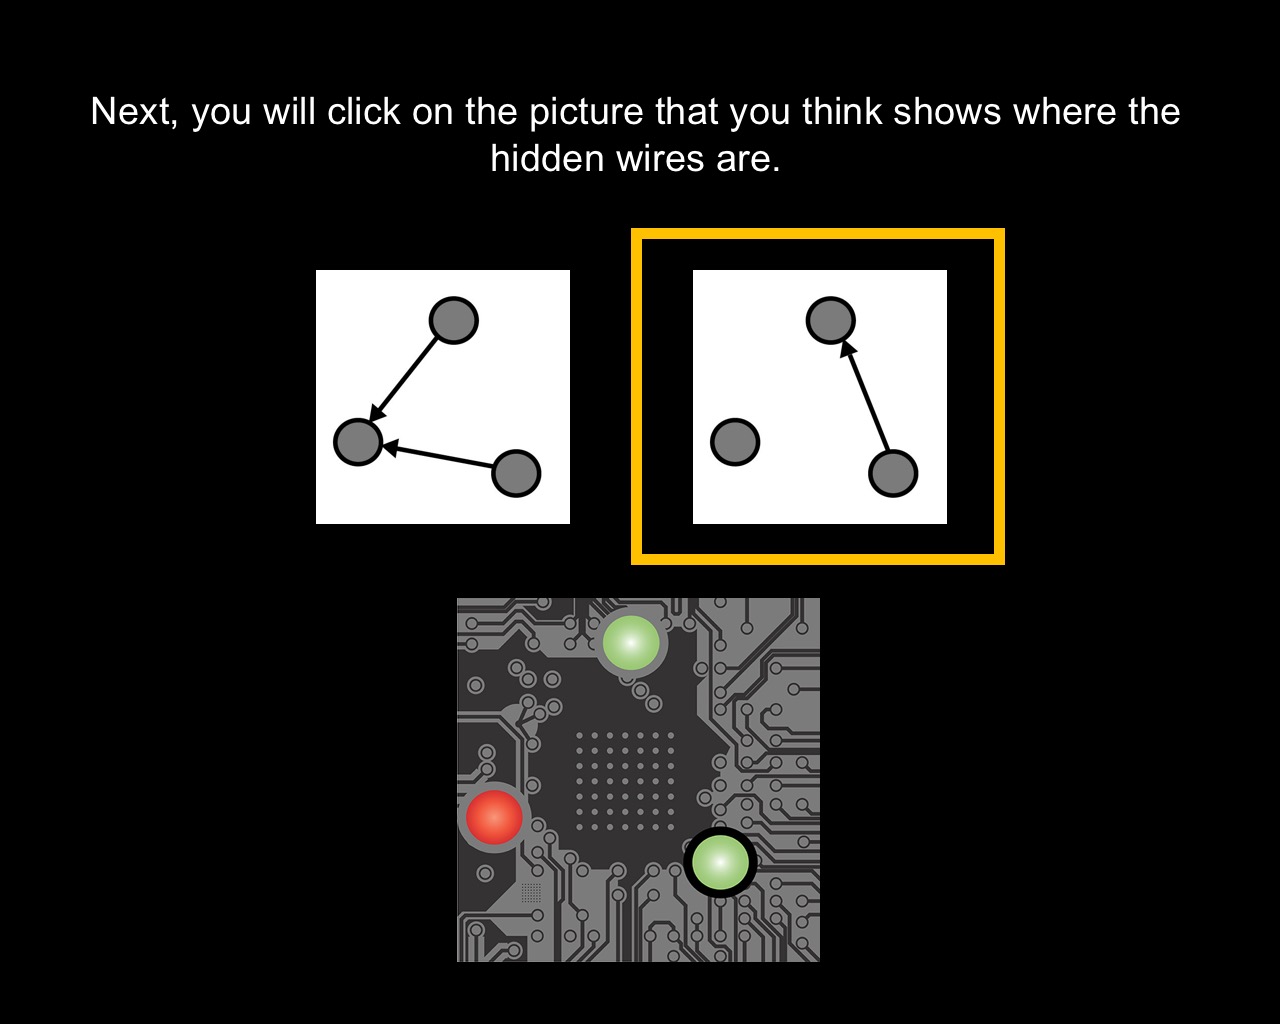 Next, you will click on the picture that you think shows where the
hidden wires are.